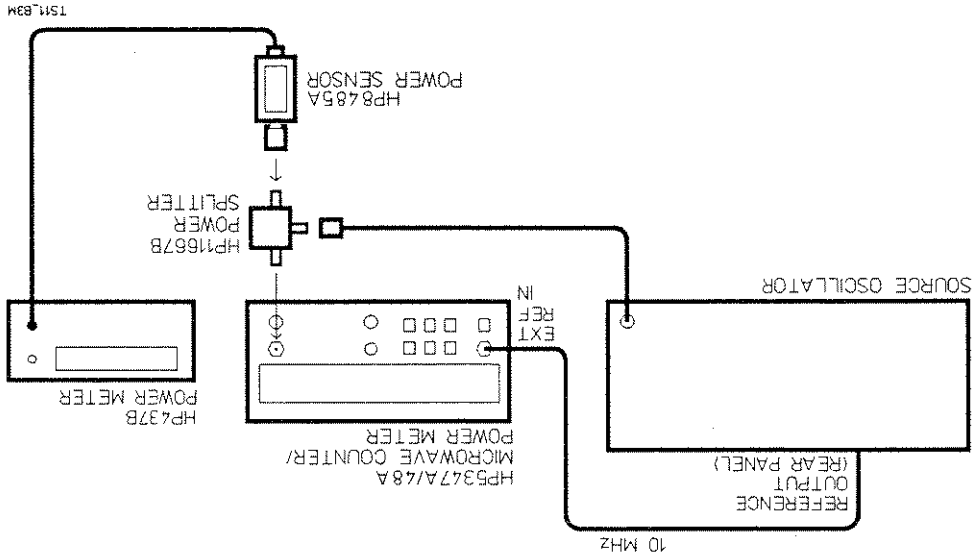 10 MHz
REFERENCE
OUTPUT
(REAR PANEL)
SOURCE OSCILLATOR
HP5347A/48A
MICROWAVE COUNTER/
POWER METER
EXT
REF
IN
HP437B
POWER METER
HP11667B
POWER
SPLITTER
HP8485A
POWER SENSOR
TS11_B3M